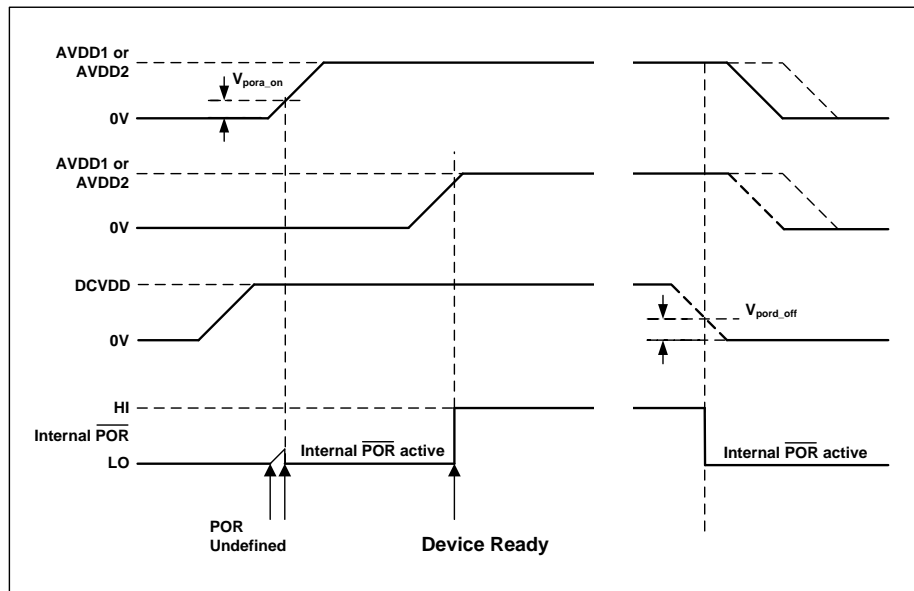 AVDD1 or
AVDD2
Vpora_on
0V
AVDD1 or
AVDD2
0V
DCVDD
Vpord_off
0V
HI
Internal POR
LO
Internal POR active
Internal POR active
POR
Undefined
Device Ready